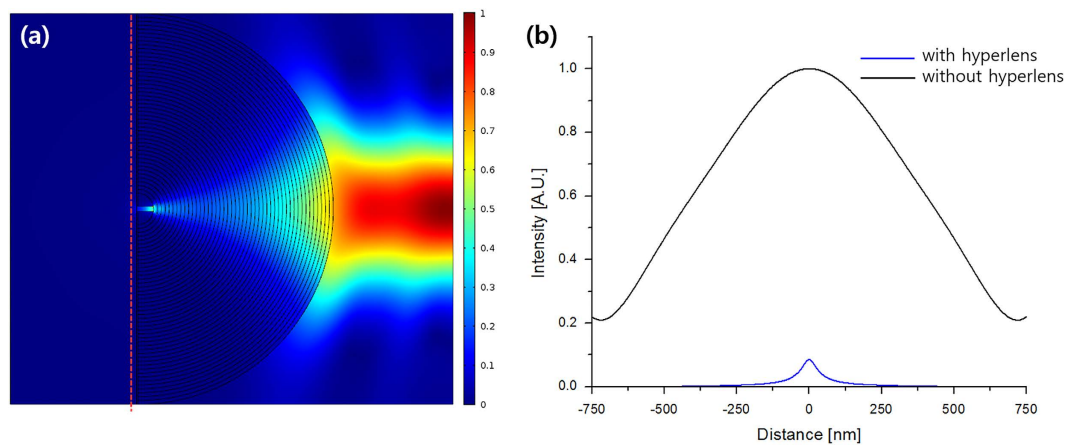 (a)
1
0.9
0.8
0.7
0.6
0.5
0.4
0.3
0.2
0.1
0
(b)
with hyperlens
without hyperlens
Intensity [A.U.]
1.0
0.8
0.6
0.4
0.2
0.0
-750 -500 -250 0 250 500 750
Distance [nm]